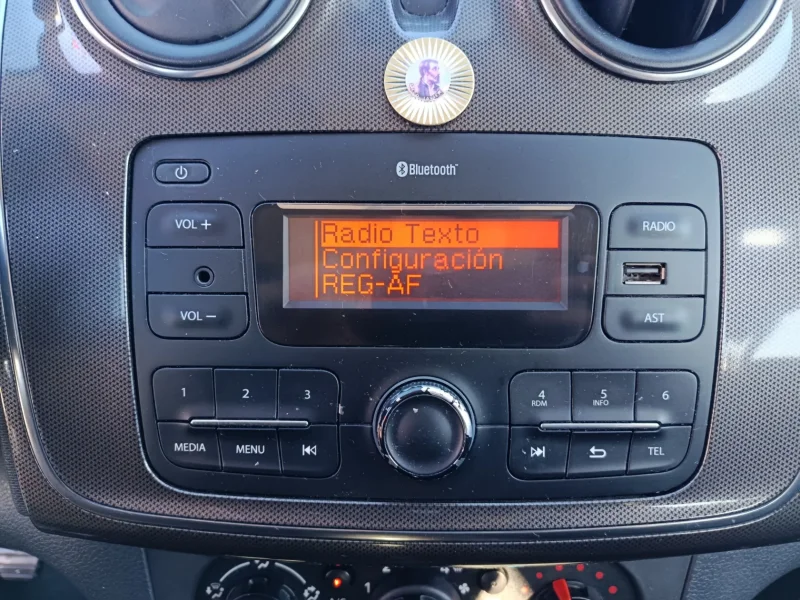 Bluetooth
VOL +
VOL −
Radio Texto
Configuración
REG-AF
RADIO
AST
1
2
3
MEDIA
MENU
4
RDM
5
INFO
6
TEL
1